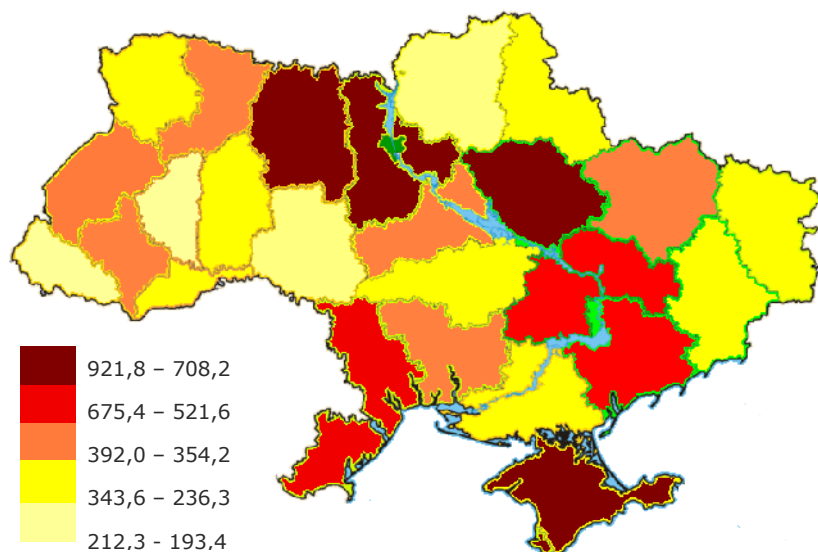 921,8 – 708,2
675,4 – 521,6
392,0 – 354,2
343,6 – 236,3
212,3 - 193,4